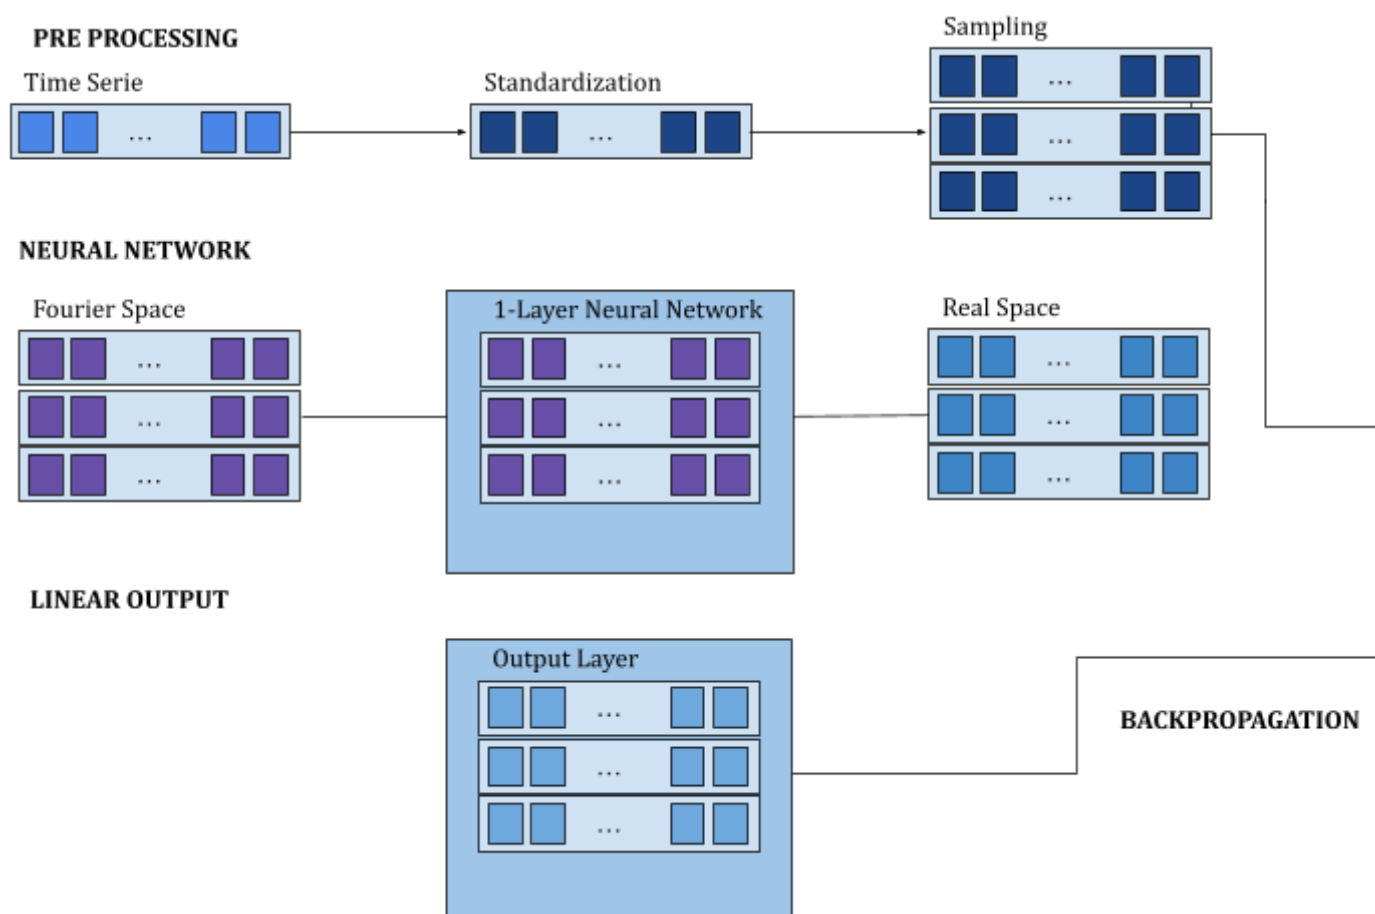 PRE PROCESSING
Time Serie
...
Standardization
...
Sampling
...
...
...
NEURAL NETWORK
Fourier Space
...
...
...
1-Layer Neural Network
...
...
...
Real Space
...
...
...
LINEAR OUTPUT
Output Layer
...
...
...
BACKPROPAGATION